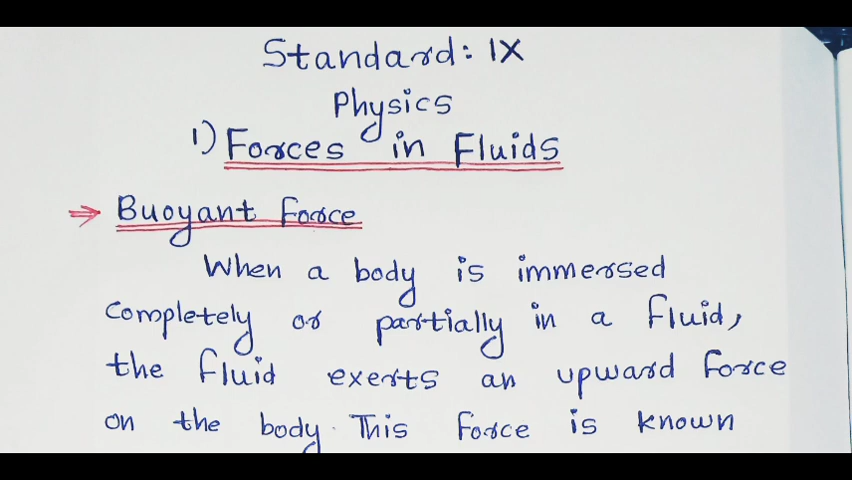 Standard: IX
Physics
1) Forces in Fluids
⇒ Buoyant Force
When a body is immersed
completely or partially in a fluid,
the fluid exerts an upward force
on the body. This force is known